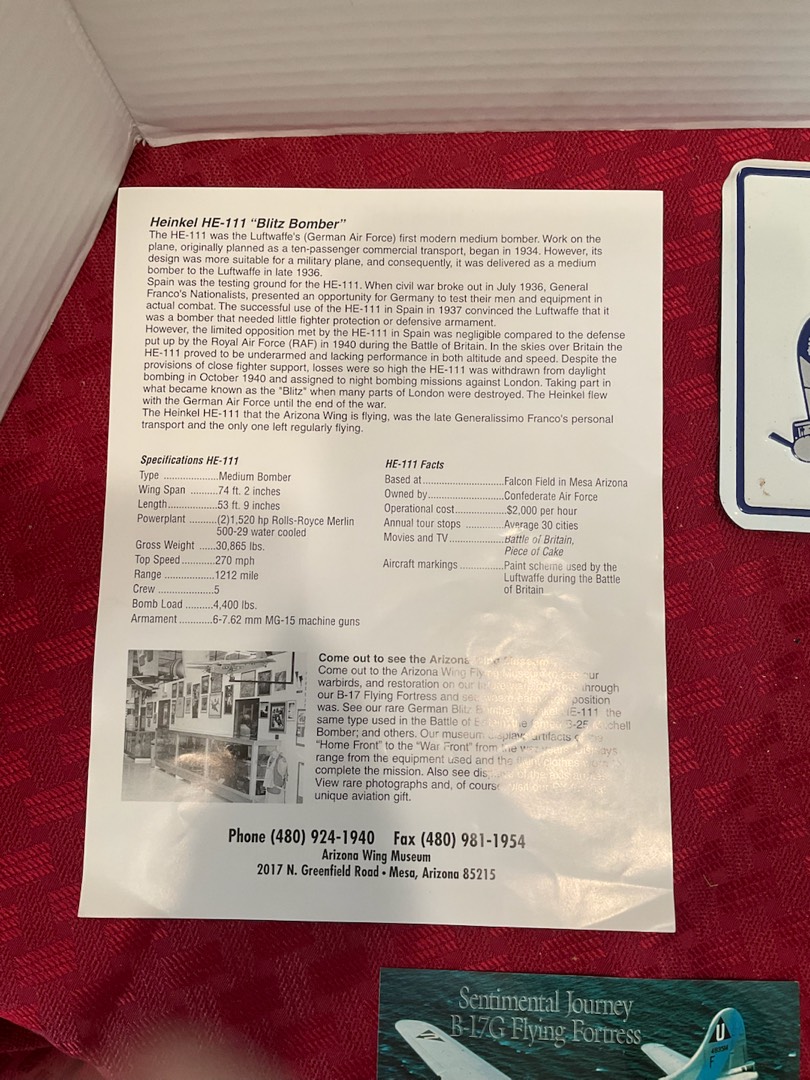 Heinkel HE-111 "Blitz Bomber"
The HE-111 was the Luftwaffe's (German Air Force) first modern medium bomber. Work on the
plane, originally planned as a ten-passenger commercial transport, began in 1934. However, its
design was more suitable for a military plane, and consequently, it was delivered as a medium
bomber to the Luftwaffe in late 1936.
Spain was the testing ground for the HE-111. When civil war broke out in July 1936, General
Franco's Nationalists, presented an opportunity for Germany to test their men and equipment in
actual combat. The successful use of the HE-111 in Spain in 1937 convinced the Luftwaffe that it
was a bomber that needed little fighter protection or defensive armament.
However, the limited opposition met by the HE-111 in Spain was negligible compared to the defense
put up by the Royal Air Force (RAF) in 1940 during the Battle of Britain. In the skies over Britain the
HE-111 proved to be underarmed and lacking performance in both altitude and speed. Despite the
provisions of close fighter support, losses were so high the HE-111 was withdrawn from daylight
bombing in October 1940 and assigned to night bombing missions against London. Taking part in
what became known as the "Blitz" when many parts of London were destroyed. The Heinkel flew
with the German Air Force until the end of the war.
The Heinkel HE-111 that the Arizona Wing is flying, was the late Generalissimo Franco's personal
transport and the only one left regularly flying.
Specifications HE-111
Type ..................Medium Bomber
Wing Span .........74 ft. 2 inches
Length.................53 ft. 9 inches
Powerplant .........(2)1,520 hp Rolls-Royce Merlin
500-29 water cooled
Gross Weight ......30,865 lbs.
Top Speed...........270 mph
Range .................1212 mile
Crew ...................5
Bomb Load .........4,400 lbs.
Armament ...........6-7.62 mm MG-15 machine guns
HE-111 Facts
Based at...........................Falcon Field in Mesa Arizona
Owned by.........................Confederate Air Force
Operational cost.................$2,000 per hour
Annual tour stops .............Average 30 cities
Movies and TV..................Battle of Britain,
Piece of Cake
Aircraft markings ...............Paint scheme used by the
Luftwaffe during the Battle
of Britain
Come out to see the Arizona
Come out to the Arizona Wing
warbirds, and restoration on our through
our B-17 Flying Fortress and
was. See our rare German Blitz HE-111, the
same type used in the Battle of B-25
Bomber; and others. Our museum displays artifacts
"Home Front" to the "War Front" from
range from the equipment used and the
complete the mission. Also see
View rare photographs and, of course
unique aviation gift.
Phone (480) 924-1940 Fax (480) 981-1954
Arizona Wing Museum
2017 N. Greenfield Road • Mesa, Arizona 85215
Sentimental Journey
B-17G Flying Fortress
U
F